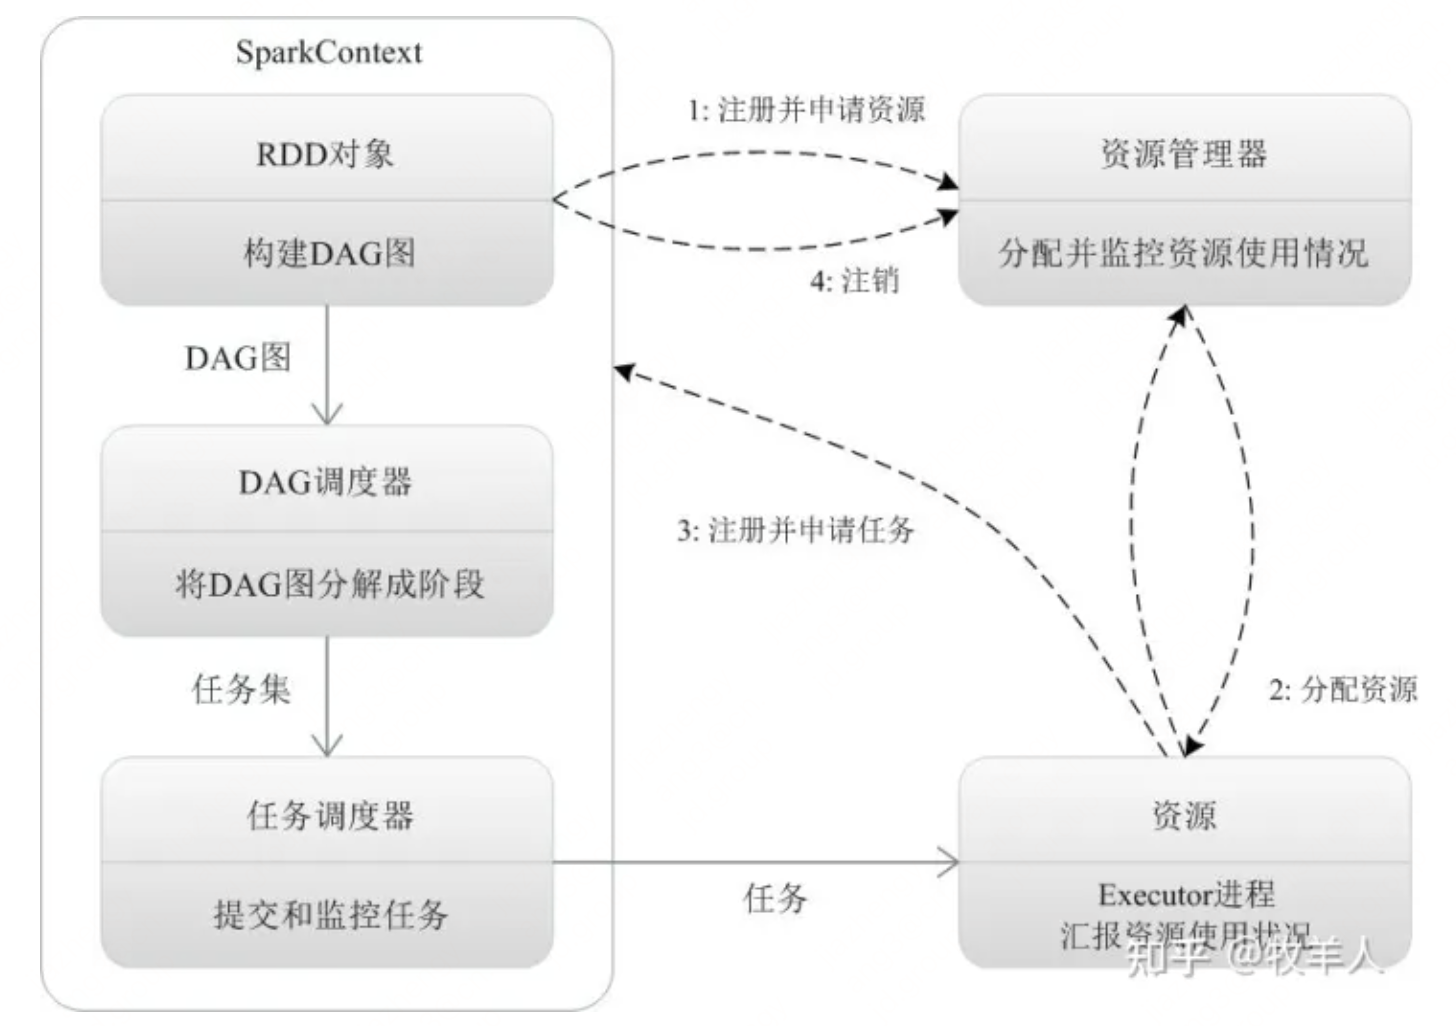 SparkContext
RDD对象
构建DAG图
DAG图
DAG调度器
将DAG图分解成阶段
任务集
任务调度器
提交和监控任务
1: 注册并申请资源
4: 注销
资源管理器
分配并监控资源使用情况
3: 注册并申请任务
2: 分配资源
任务
资源
Executor进程
汇报资源使用状况
知乎 @牧羊人